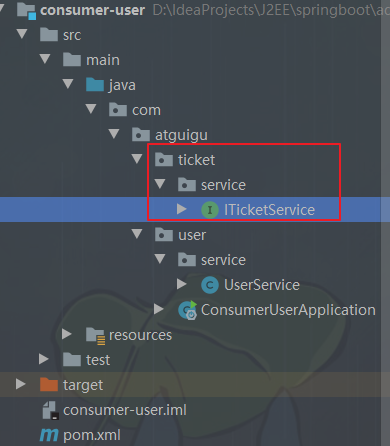 consumer-user D:\IdeaProjects\J2EE\springboot\ac
src
main
java
com
atguigu
ticket
service
I ITicketService
user
service
C UserService
ConsumerUserApplication
resources
test
target
consumer-user.iml
m pom.xml